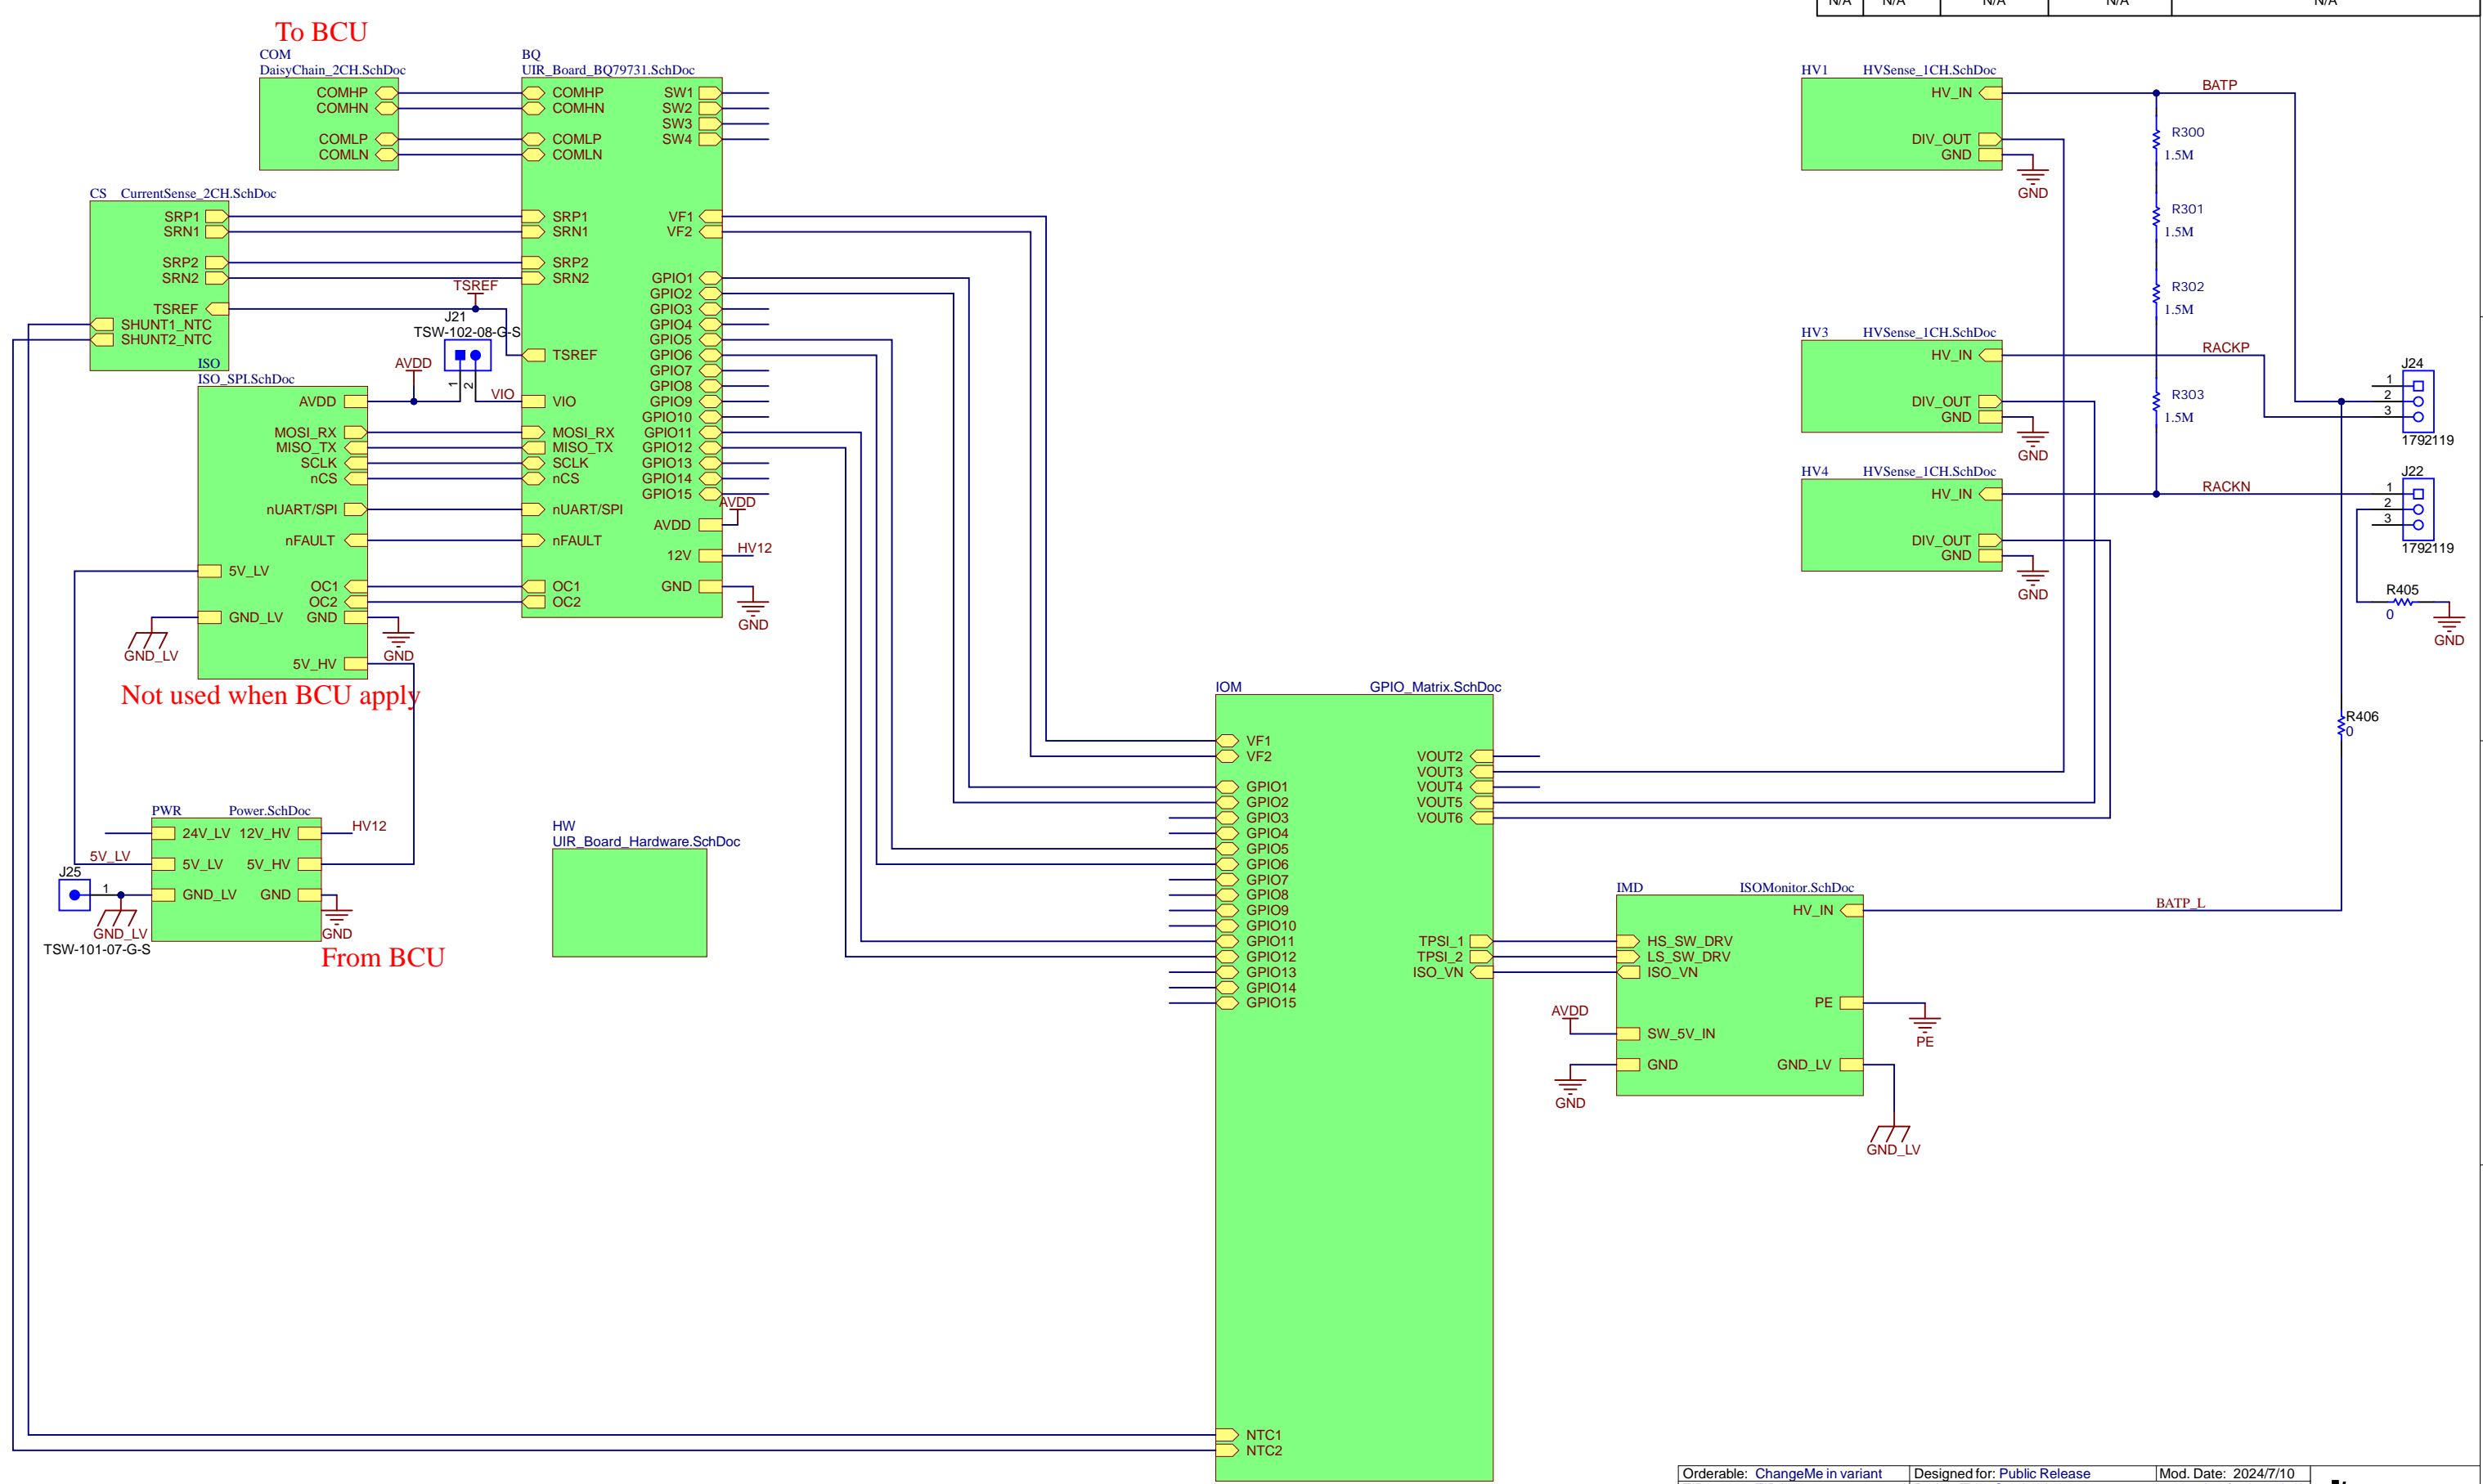 N/A N/A N/A N/A N/A
To BCU
COM
DaisyChain_2CH.SchDoc
COMHP
COMHN
COMLP
COMLN
BQ
UIR_Board_BQ79731.SchDoc
COMHP SW1
COMHN SW2
SW3
COMLP SW4
COMLN
SRP1 VF1
SRN1 VF2
SRP2
SRN2 GPIO1
GPIO2
GPIO3
GPIO4
GPIO5
TSREF GPIO6
GPIO7
GPIO8
VIO GPIO9
GPIO10
MOSI_RX GPIO11
MISO_TX GPIO12
SCLK GPIO13
nCS GPIO14
GPIO15
nUART/SPI
AVDD
nFAULT
12V
OC1 GND
OC2
AVDD
HV12
GND
CS CurrentSense_2CH.SchDoc
SRP1
SRN1
SRP2
SRN2
TSREF
SHUNT1_NTC
SHUNT2_NTC
TSREF
J21
TSW-102-08-G-S
1 2
AVDD
VIO
ISO
ISO_SPI.SchDoc
AVDD
MOSI_RX
MISO_TX
SCLK
nCS
nUART/SPI
nFAULT
5V_LV
OC1
OC2
GND_LV GND
5V_HV
GND_LV
GND
Not used when BCU apply
PWR Power.SchDoc
24V_LV 12V_HV
5V_LV 5V_HV
GND_LV GND
HV12
5V_LV
J25
1
GND_LV
TSW-101-07-G-S
GND
From BCU
HW
UIR_Board_Hardware.SchDoc
IOM GPIO_Matrix.SchDoc
VF1
VF2 VOUT2
VOUT3
GPIO1 VOUT4
GPIO2 VOUT5
GPIO3 VOUT6
GPIO4
GPIO5
GPIO6
GPIO7
GPIO8
GPIO9
GPIO10
GPIO11 TPSI_1
GPIO12 TPSI_2
GPIO13 ISO_VN
GPIO14
GPIO15
NTC1
NTC2
HV1 HVSense_1CH.SchDoc
HV_IN
DIV_OUT
GND
GND
BATP
R300
1.5M
R301
1.5M
R302
1.5M
R303
1.5M
HV3 HVSense_1CH.SchDoc
HV_IN
DIV_OUT
GND
GND
RACKP
J24
1
2
3
1792119
HV4 HVSense_1CH.SchDoc
HV_IN
DIV_OUT
GND
GND
RACKN
J22
1
2
3
1792119
R405
0
GND
R406
0
IMD ISOMonitor.SchDoc
HV_IN
HS_SW_DRV
LS_SW_DRV
ISO_VN
PE
SW_5V_IN
GND GND_LV
BATP_L
AVDD
GND
PE
GND_LV
Orderable: ChangeMe in variant Designed for: Public Release Mod. Date: 2024/7/10